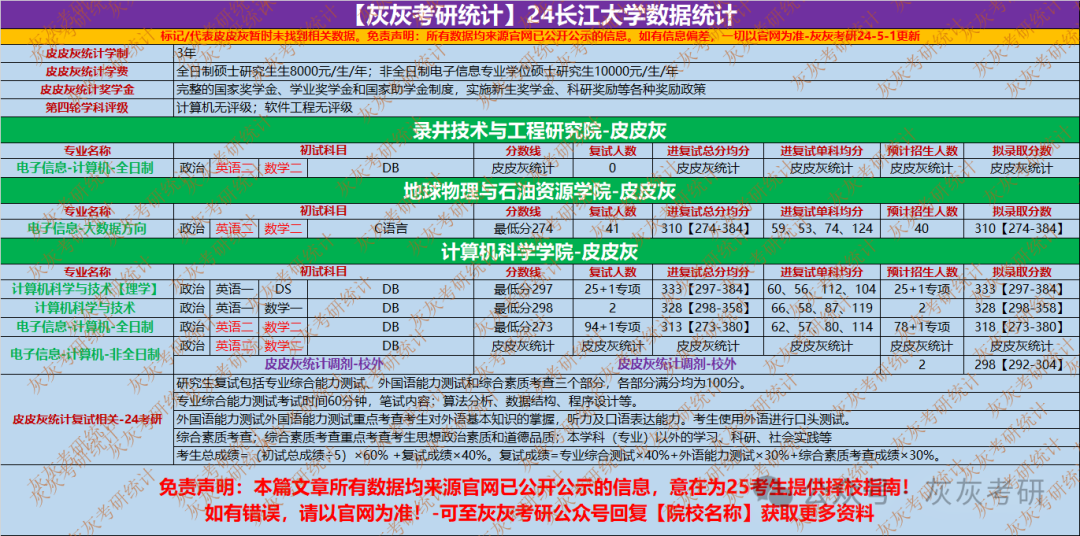 【灰灰考研统计】24长江大学数据统计
标记/代表皮皮灰暂时未找到相关数据。免责声明：所有数据均来源官网已公开公示的信息。如有信息偏差，一切以官网为准-灰灰考研24-5-1更新
皮皮灰统计学制 3年
皮皮灰统计学费 全日制硕士研究生生8000元/生/年；非全日制电子信息专业学位硕士研究生10000元/生/年
皮皮灰统计奖学金 完整的国家奖学金、学业奖学金和国家助学金制度，实施新生奖学金、科研奖励等各种奖励政策
第四轮学科评级 计算机无评级；软件工程无评级
录井技术与工程研究院-皮皮灰
专业名称 初试科目 分数线 复试人数 进复试总分均分 进复试单科均分 预计招生人数 拟录取分数
电子信息-计算机-全日制 政治 英语二 数学二 DB 皮皮灰统计 0 皮皮灰统计 皮皮灰统计 皮皮灰统计 皮皮灰统计
地球物理与石油资源学院-皮皮灰
专业名称 初试科目 分数线 复试人数 进复试总分均分 进复试单科均分 预计招生人数 拟录取分数
电子信息-大数据方向 政治 英语二 数学二 C语言 最低分274 41 310【274-384】 59、53、74、124 40 310【274-384】
计算机科学学院-皮皮灰
专业名称 初试科目 分数线 复试人数 进复试总分均分 进复试单科均分 预计招生人数 拟录取分数
计算机科学与技术【理学】 政治 英语一 DS DB 最低分297 25+1专项 333【297-384】 60、56、112、104 25+1专项 333【297-384】
计算机科学与技术 政治 英语一 数学一 DB 最低分298 2 328【298-358】 66、58、87、119 2 328【298-358】
电子信息-计算机-全日制 政治 英语二 数学二 DB 最低分273 94+1专项 313【273-380】 62、57、80、114 78+1专项 318【273-380】
电子信息-计算机-非全日制 政治 英语二 数学二 DB 皮皮灰统计 皮皮灰统计 皮皮灰统计 皮皮灰统计 皮皮灰统计 皮皮灰统计
皮皮灰统计调剂-校外 皮皮灰统计调剂-校外 2 298【292-304】
研究生复试包括专业综合能力测试、外国语能力测试和综合素质考查三个部分，各部分满分均为100分。
专业综合能力测试考试时间60分钟，笔试内容；算法分析、数据结构、程序设计等。
皮皮灰统计复试相关-24考研 外国语能力测试外国语能力测试重点考查考生对外语基本知识的掌握，听力及口语表达能力。考生使用外语进行口头测试。
综合素质考查；综合素质考查重点考查考生思想政治素质和道德品质；本学科（专业）以外的学习、科研、社会实践等
考生总成绩=（初试总成绩÷5）×60% +复试成绩×40%。复试成绩=专业综合测试×40%+外语能力测试×30%+综合素质考查成绩×30%。
免责声明：本篇文章所有数据均来源官网已公开公示的信息，意在为25考生提供择校指南！
如有错误，请以官网为准！-可至灰灰考研公众号回复【院校名称】获取更多资料
公众号 灰灰考研